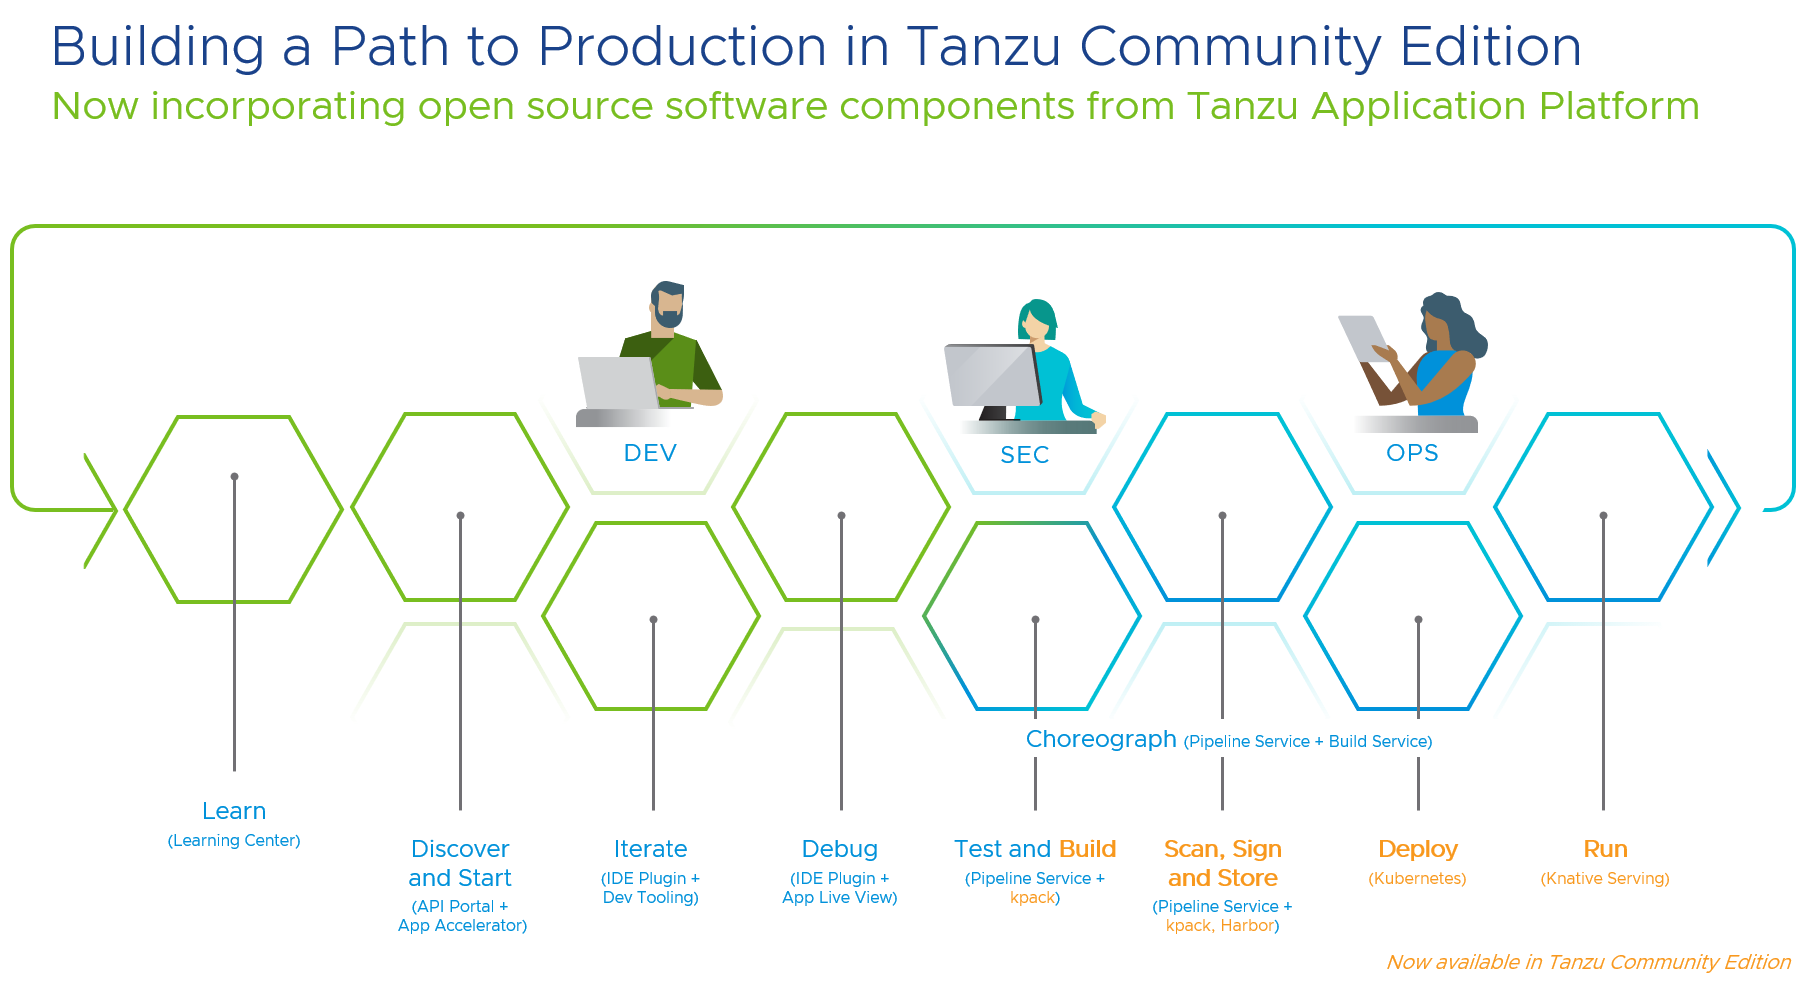 Building a Path to Production in Tanzu Community Edition
Now incorporating open source software components from Tanzu Application Platform
DEV
SEC
OPS
Choreograph (Pipeline Service + Build Service)
Learn
(Learning Center)
Discover
and Start
(API Portal +
App Accelerator)
Iterate
(IDE Plugin +
Dev Tooling)
Debug
(IDE Plugin +
App Live View)
Test and Build
(Pipeline Service +
kpack)
Scan, Sign
and Store
(Pipeline Service +
kpack, Harbor)
Deploy
(Kubernetes)
Run
(Knative Serving)
Now available in Tanzu Community Edition